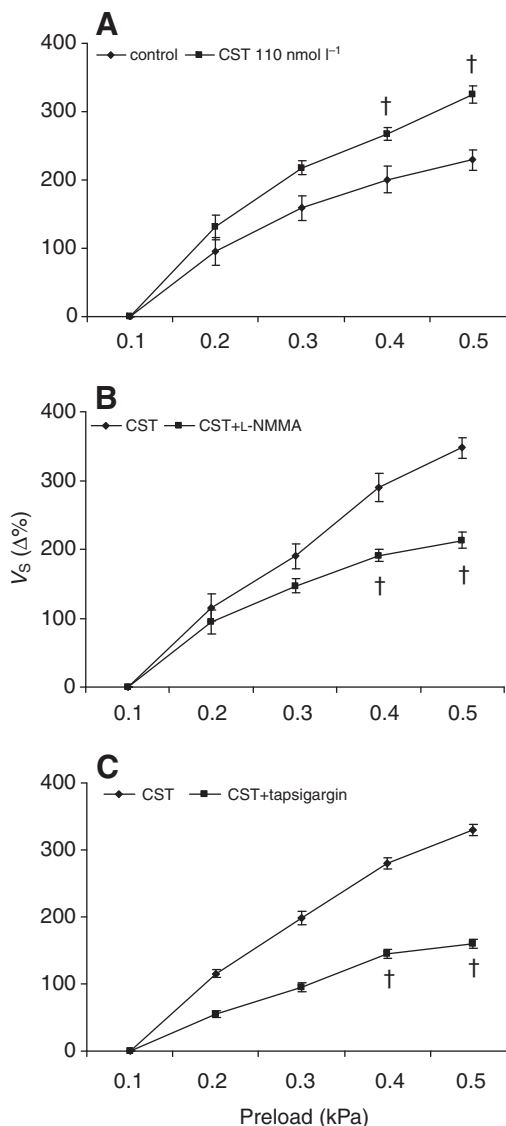 A
control CST 110 nmol l⁻¹
400
†
†
300
200
100
0
0.1 0.2 0.3 0.4 0.5
B
CST CST+L-NMMA
400
300
200
†
†
100
0
0.1 0.2 0.3 0.4 0.5
VS (Δ%)
C
CST CST+tapsigargin
400
300
200
100
†
†
0
0.1 0.2 0.3 0.4 0.5
Preload (kPa)